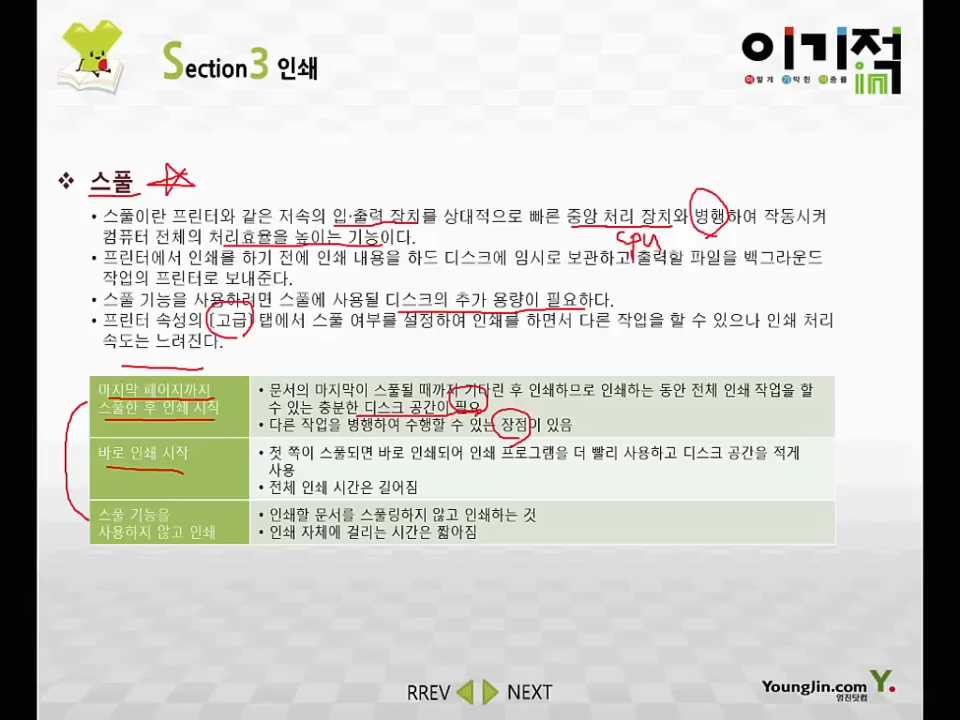 Section3 인쇄
이기적in
이렇게 기막힌 적중률
❖ 스풀
• 스풀이란 프린터와 같은 저속의 입·출력 장치를 상대적으로 빠른 중앙 처리 장치와 병행하여 작동시켜
컴퓨터 전체의 처리효율을 높이는 기능이다.
cpu
• 프린터에서 인쇄를 하기 전에 인쇄 내용을 하드 디스크에 임시로 보관하고 출력할 파일을 백그라운드
작업의 프린터로 보내준다.
• 스풀 기능을 사용하려면 스풀에 사용될 디스크의 추가 용량이 필요하다.
• 프린터 속성의 [고급] 탭에서 스풀 여부를 설정하여 인쇄를 하면서 다른 작업을 할 수 있으나 인쇄 처리
속도는 느려진다.
마지막 페이지까지
스풀한 후 인쇄 시작
• 문서의 마지막이 스풀될 때까지 기다린 후 인쇄하므로 인쇄하는 동안 전체 인쇄 작업을 할
수 있는 충분한 디스크 공간이 필요
• 다른 작업을 병행하여 수행할 수 있는 장점이 있음
바로 인쇄 시작
• 첫 쪽이 스풀되면 바로 인쇄되어 인쇄 프로그램을 더 빨리 사용하고 디스크 공간을 적게
사용
• 전체 인쇄 시간은 길어짐
스풀 기능을
사용하지 않고 인쇄
• 인쇄할 문서를 스풀링하지 않고 인쇄하는 것
• 인쇄 자체에 걸리는 시간은 짧아짐
RREV NEXT
YoungJin.com Y.
영진닷컴